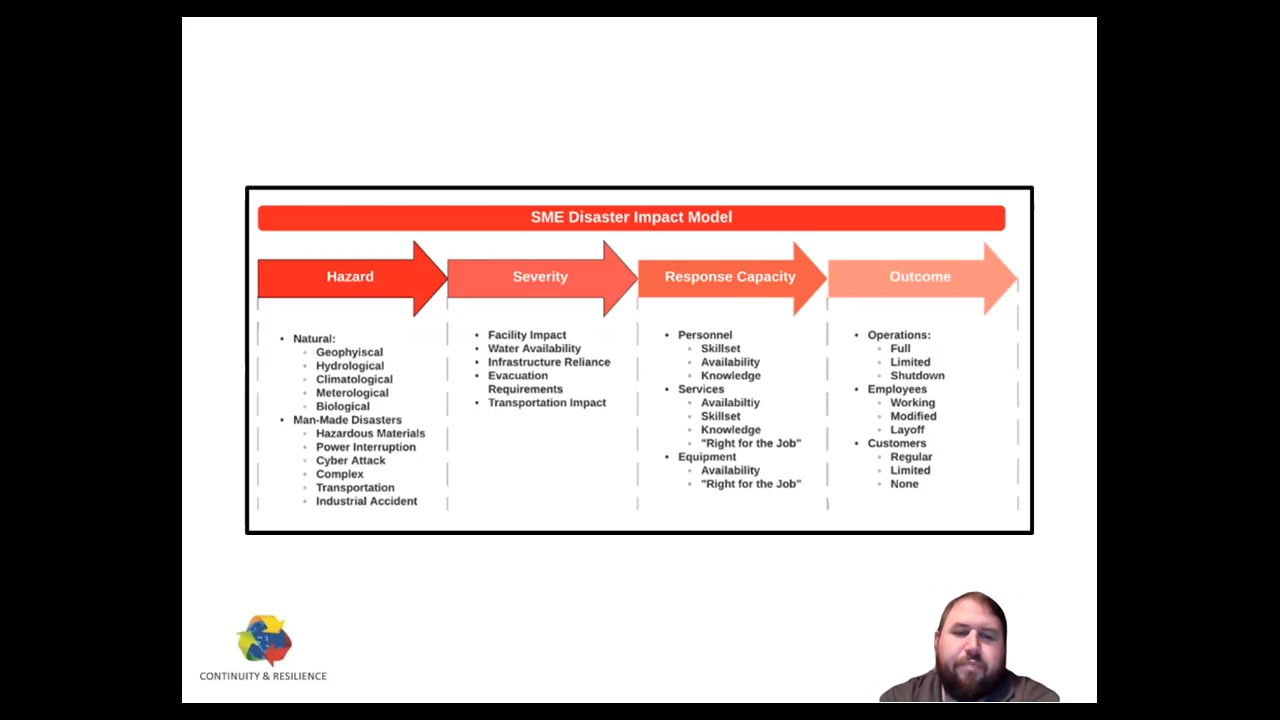 SME Disaster Impact Model
Hazard
Severity
Response Capacity
Outcome
Natural:
Geophyiscal
Hydrological
Climatological
Meterological
Biological
Man-Made Disasters
Hazardous Materials
Power Interruption
Cyber Attack
Complex
Transportation
Industrial Accident
Facility Impact
Water Availability
Infrastructure Reliance
Evacuation
Requirements
Transportation Impact
Personnel
Skillset
Availability
Knowledge
Services
Availabiltiy
Skillset
Knowledge
"Right for the Job"
Equipment
Availability
"Right for the Job"
Operations:
Full
Limited
Shutdown
Employees
Working
Modified
Layoff
Customers
Regular
Limited
None
CONTINUITY & RESILIENCE